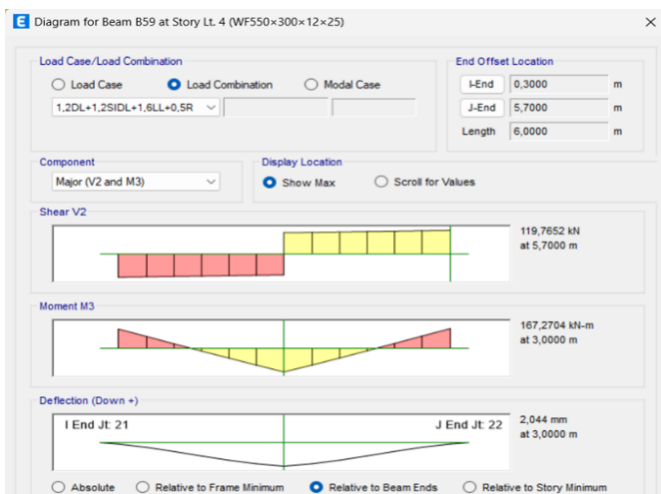 E Diagram for Beam B59 at Story Lt. 4 (WF550×300×12×25)
Load Case/Load Combination
Load Case Load Combination Modal Case
1,2DL+1,2SIDL+1,6LL+0,5R
End Offset Location
I-End 0,3000 m
J-End 5,7000 m
Length 6,0000 m
Component
Major (V2 and M3)
Display Location
Show Max Scroll for Values
Shear V2
119,7652 kN
at 5,7000 m
Moment M3
167,2704 kN-m
at 3,0000 m
Deflection (Down +)
I End Jt: 21 J End Jt: 22
2,044 mm
at 3,0000 m
Absolute Relative to Frame Minimum Relative to Beam Ends Relative to Story Minimum